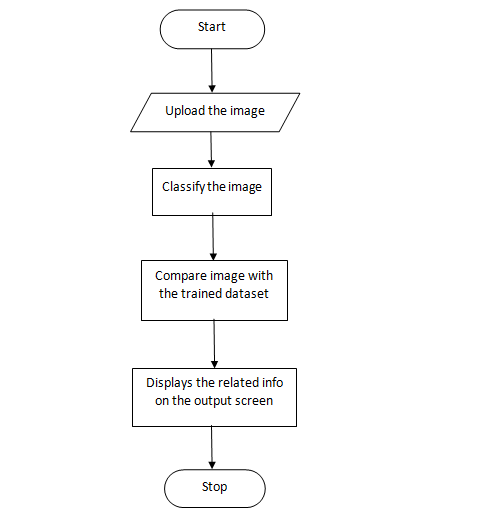 Start
Upload the image
Classify the image
Compare image with
the trained dataset
Displays the related info
on the output screen
Stop